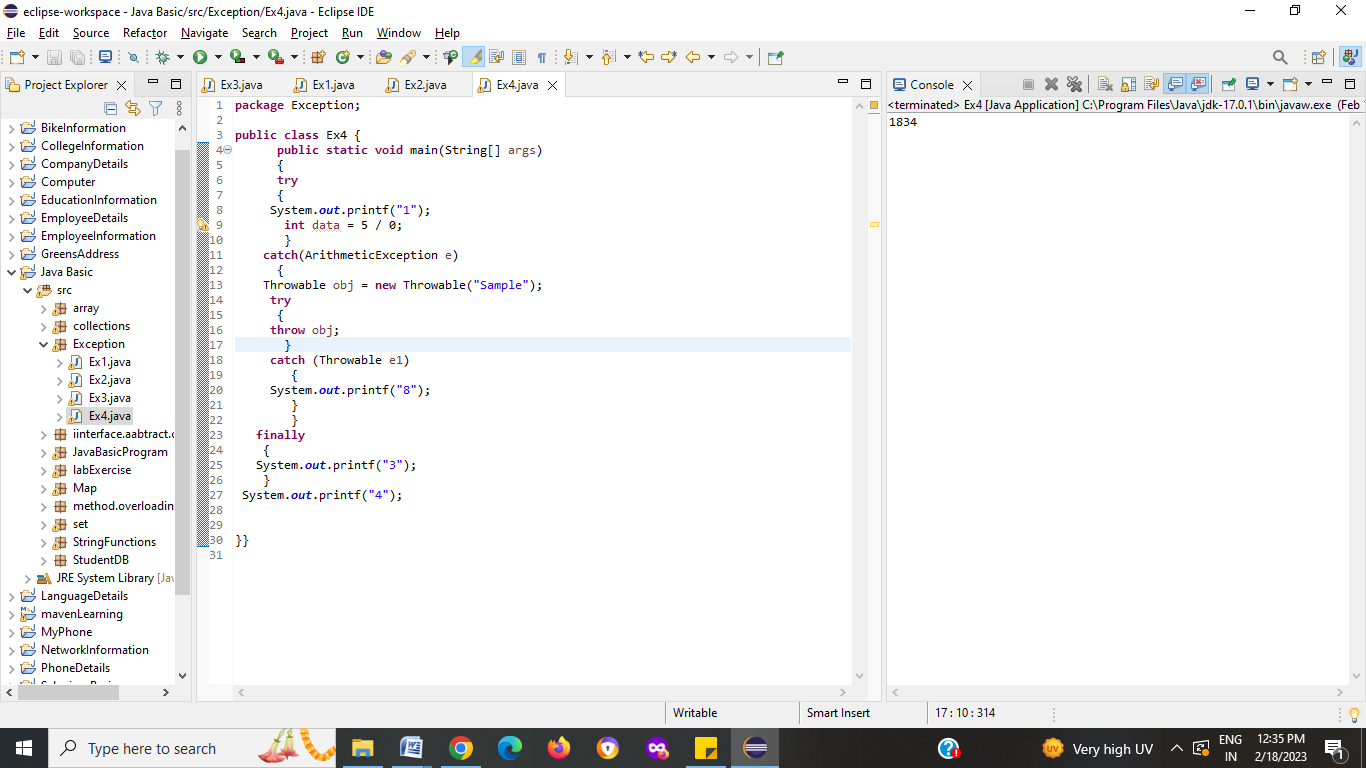 eclipse-workspace - Java Basic/src/Exception/Ex4.java - Eclipse IDE
File Edit Source Refactor Navigate Search Project Run Window Help
Project Explorer
BikeInformation
CollegeInformation
CompanyDetails
Computer
EducationInformation
EmployeeDetails
EmployeeInformation
GreensAddress
Java Basic
src
array
collections
Exception
Ex1.java
Ex2.java
Ex3.java
Ex4.java
iinterface.aabtract.c
JavaBasicProgram
labExercise
Map
method.overloadin
set
StringFunctions
StudentDB
JRE System Library [Jav
LanguageDetails
mavenLearning
MyPhone
NetworkInformation
PhoneDetails
Ex3.java Ex1.java Ex2.java Ex4.java
1 package Exception;
2
3 public class Ex4 {
4 public static void main(String[] args)
5 {
6 try
7 {
8 System.out.printf("1");
9 int data = 5 / 0;
10 }
11 catch(ArithmeticException e)
12 {
13 Throwable obj = new Throwable("Sample");
14 try
15 {
16 throw obj;
17 }
18 catch (Throwable e1)
19 {
20 System.out.printf("8");
21 }
22 }
23 finally
24 {
25 System.out.printf("3");
26 }
27 System.out.printf("4");
28
29
30 }}
31
Console
<terminated> Ex4 [Java Application] C:\Program Files\Java\jdk-17.0.1\bin\javaw.exe (Feb
1834
Writable Smart Insert 17 : 10 : 314
Type here to search
UV Very high UV
ENG
IN
12:35 PM
2/18/2023
1